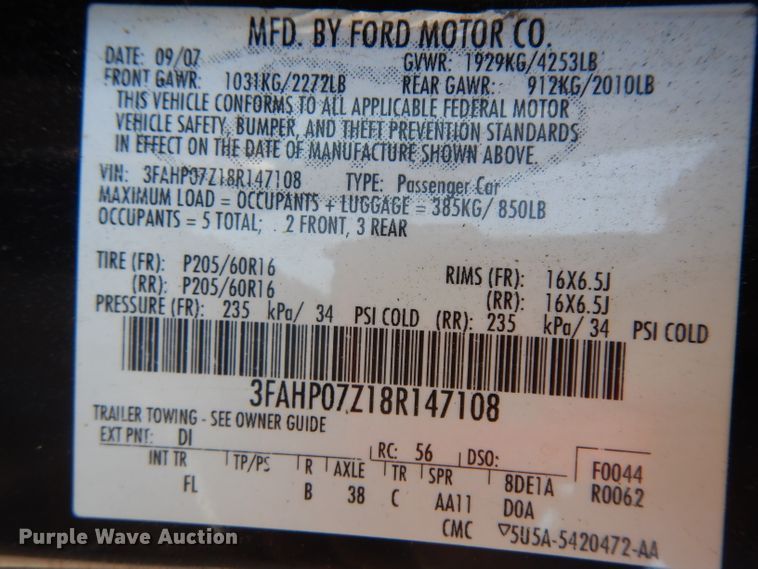 MFD. BY FORD MOTOR CO.
DATE: 09/07 GVWR: 1929KG/4253LB
FRONT GAWR: 1031KG/2272LB REAR GAWR: 912KG/2010LB
THIS VEHICLE CONFORMS TO ALL APPLICABLE FEDERAL MOTOR
VEHICLE SAFETY, BUMPER, AND THEFT PREVENTION STANDARDS
IN EFFECT ON THE DATE OF MANUFACTURE SHOWN ABOVE.
VIN: 3FAHP07Z18R147108 TYPE: Passenger Car
MAXIMUM LOAD = OCCUPANTS + LUGGAGE = 385KG/ 850LB
OCCUPANTS = 5 TOTAL; 2 FRONT, 3 REAR
TIRE (FR): P205/60R16 RIMS (FR): 16X6.5J
(RR): P205/60R16 (RR): 16X6.5J
PRESSURE (FR): 235 kPa/ 34 PSI COLD (RR): 235 kPa/ 34 PSI COLD
3FAHP07Z18R147108
TRAILER TOWING - SEE OWNER GUIDE
EXT PNT: DI RC: 56 DSO: F0044
INT TR TP/PS R AXLE TR SPR 8DE1A R0062
FL B 38 C AA11 DOA
CMC ▽5U5A-5420472-AA
Purple Wave Auction